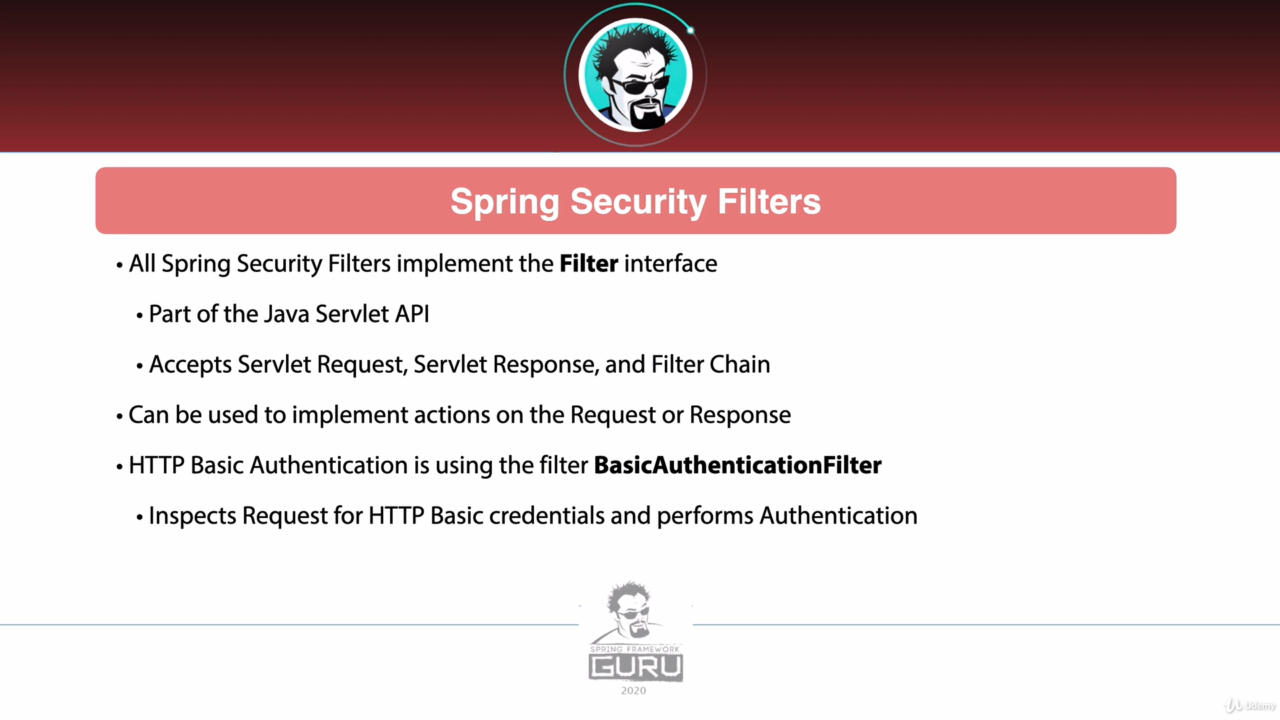 Spring Security Filters
• All Spring Security Filters implement the Filter interface
• Part of the Java Servlet API
• Accepts Servlet Request, Servlet Response, and Filter Chain
• Can be used to implement actions on the Request or Response
• HTTP Basic Authentication is using the filter BasicAuthenticationFilter
• Inspects Request for HTTP Basic credentials and performs Authentication
SPRING FRAMEWORK
GURU
2020
Udemy